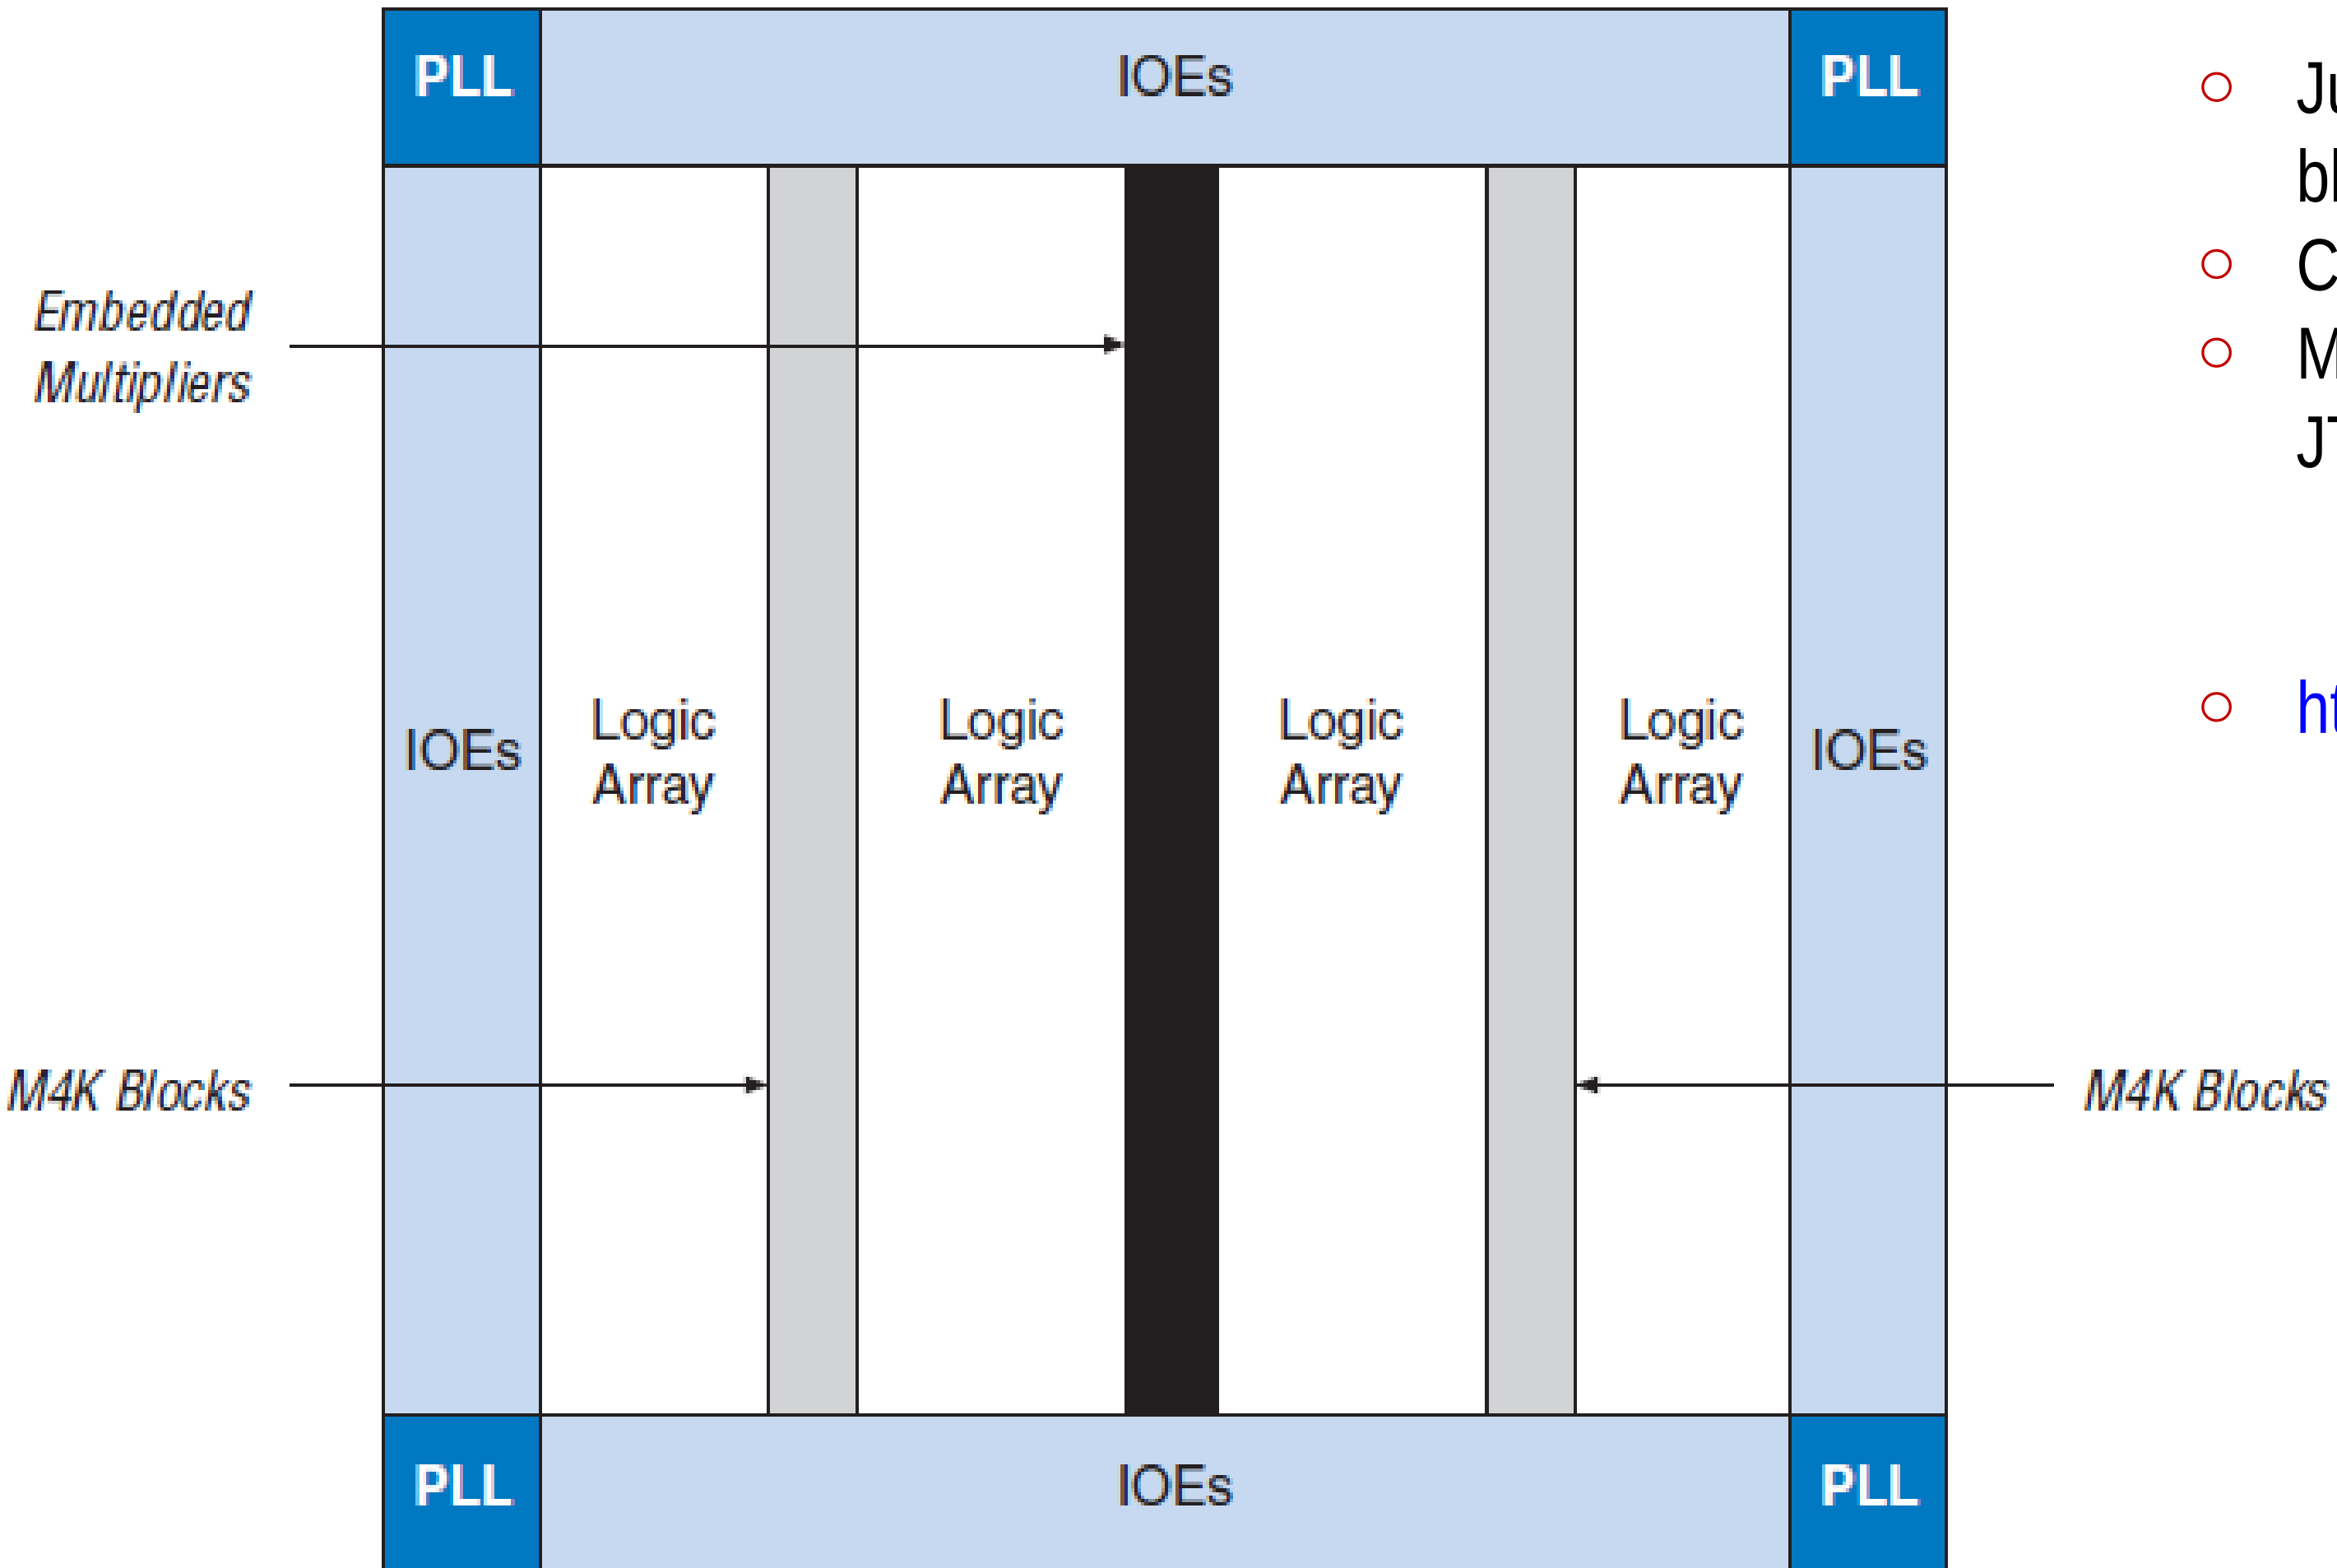 PLL
IOEs
PLL
Embedded
Multipliers
IOEs
Logic
Array
Logic
Array
Logic
Array
Logic
Array
IOEs
M4K Blocks
M4K Blocks
PLL
IOEs
PLL